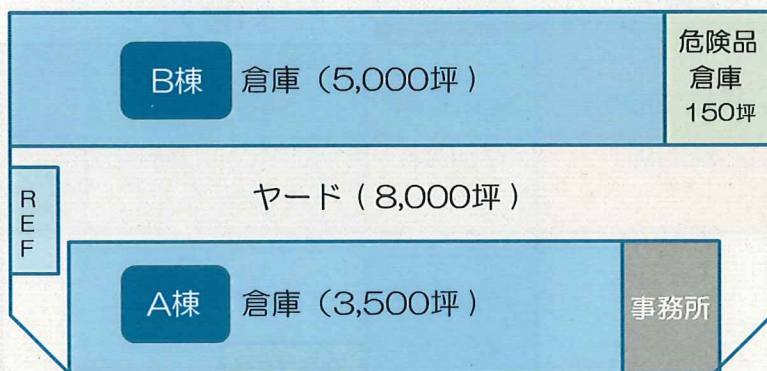 B棟 倉庫（5,000坪）
危険品
倉庫
150坪
REF
ヤード（8,000坪）
A棟 倉庫（3,500坪）
事務所